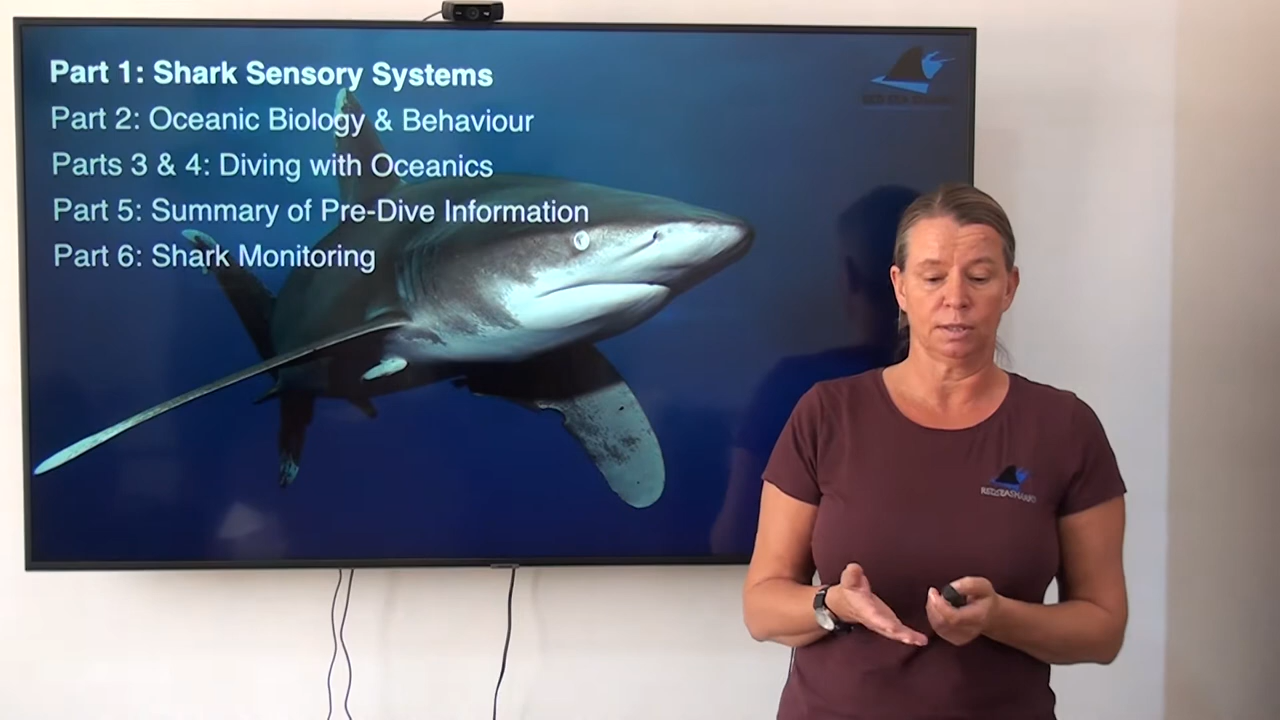 Part 1: Shark Sensory Systems
Part 2: Oceanic Biology & Behaviour
Parts 3 & 4: Diving with Oceanics
Part 5: Summary of Pre-Dive Information
Part 6: Shark Monitoring